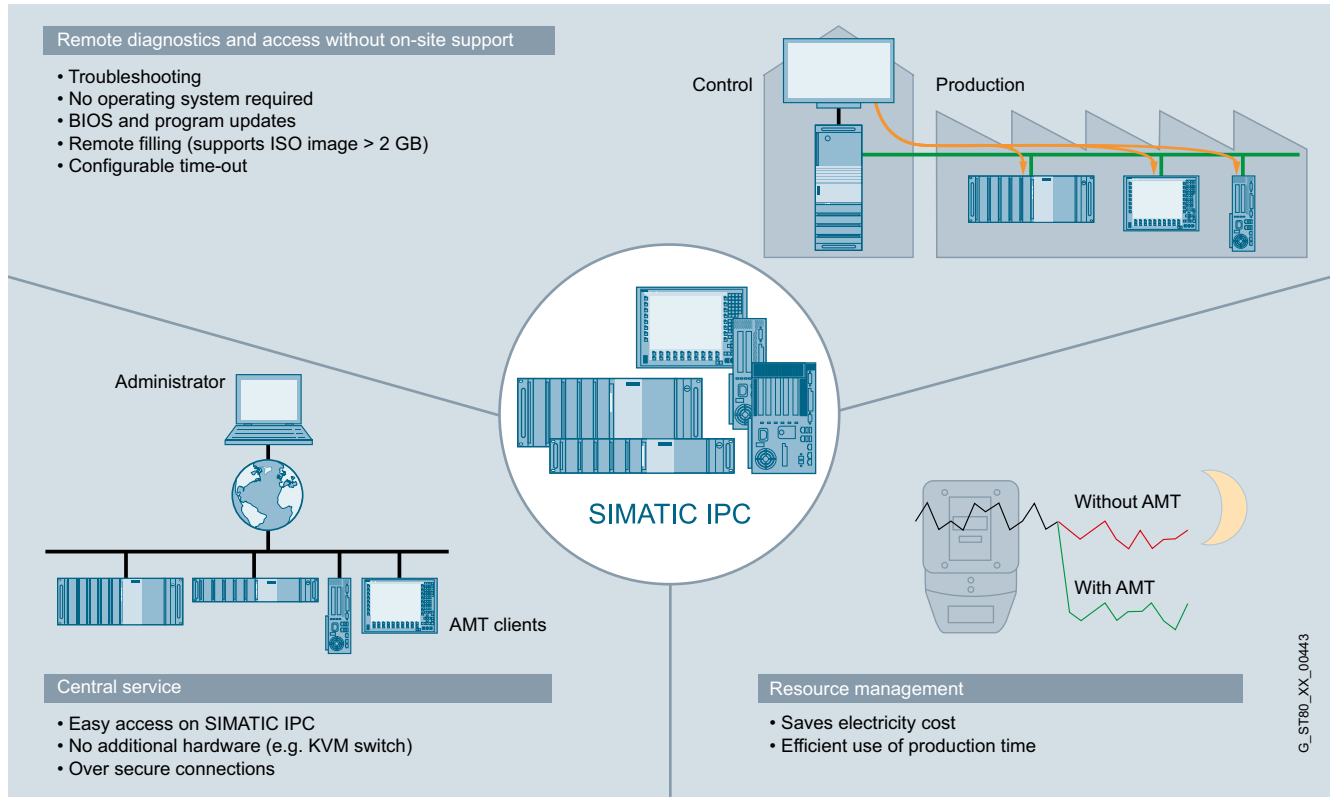 Remote diagnostics and access without on-site support
• Troubleshooting
• No operating system required
• BIOS and program updates
• Remote filling (supports ISO image > 2 GB)
• Configurable time-out
Control
Production
Administrator
AMT clients
SIMATIC IPC
Without AMT
With AMT
Central service
• Easy access on SIMATIC IPC
• No additional hardware (e.g. KVM switch)
• Over secure connections
Resource management
• Saves electricity cost
• Efficient use of production time
G_ST80_XX_00443